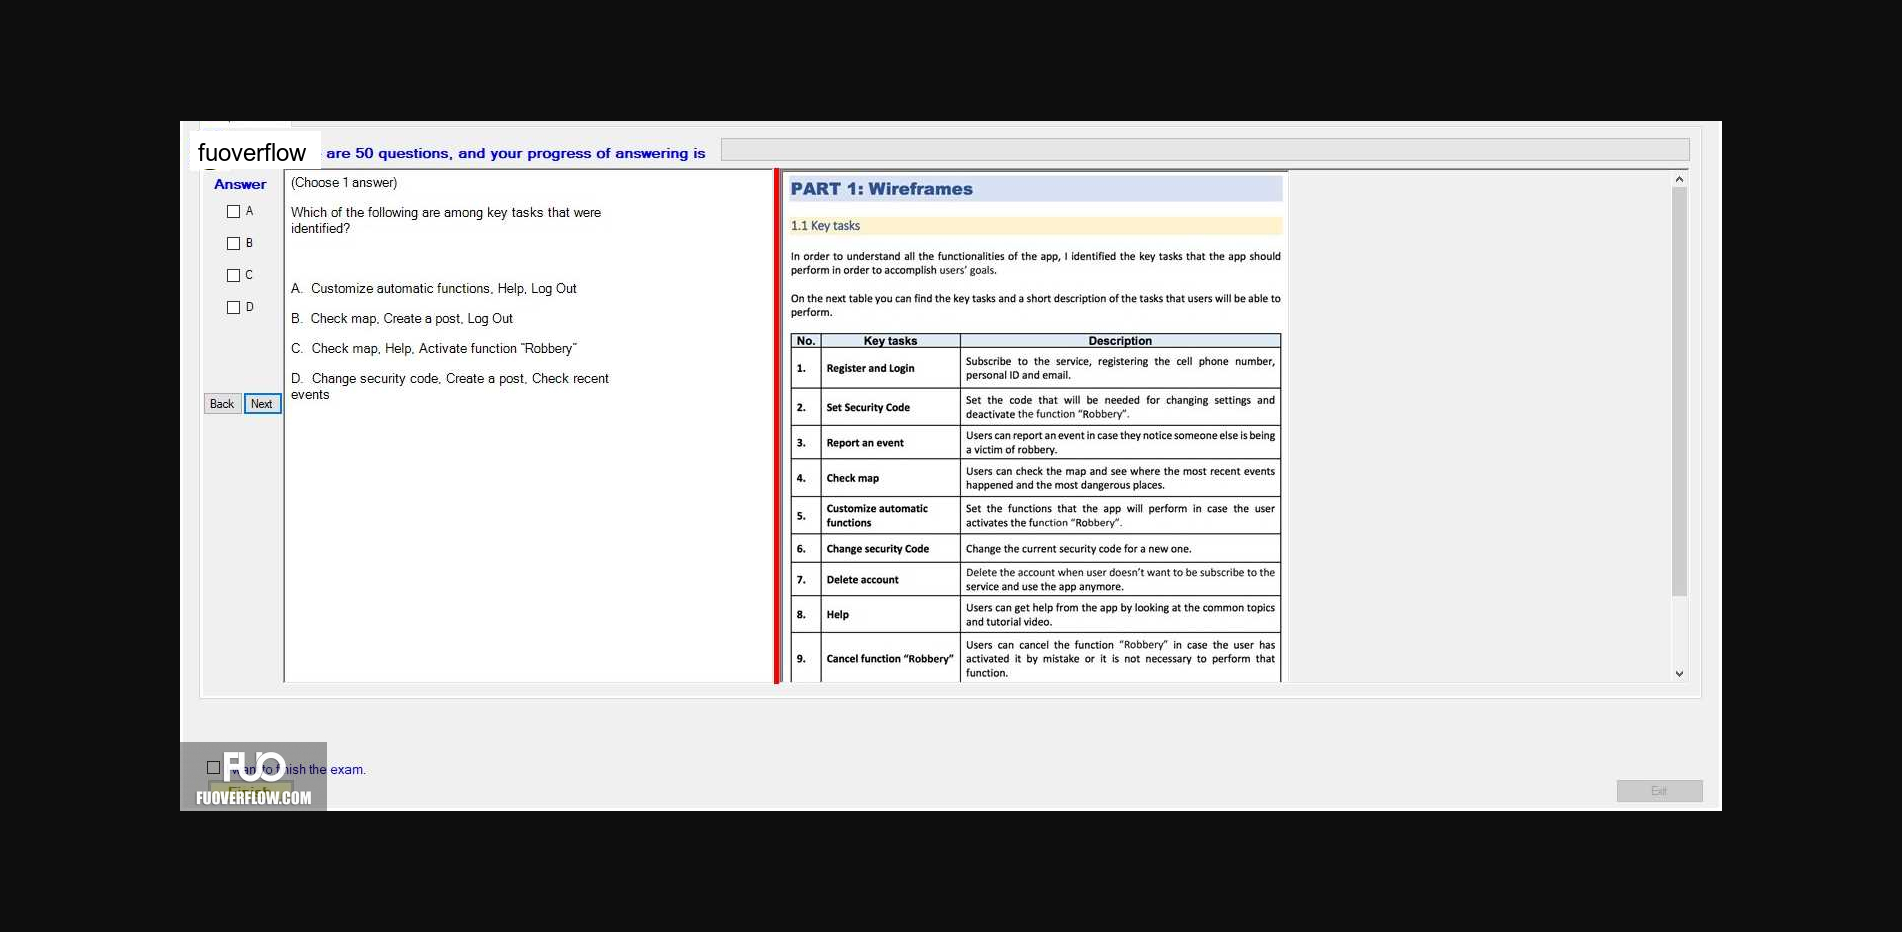 fuoverflow
are 50 questions, and your progress of answering is
Answer
A
B
C
D
Back
Next
(Choose 1 answer)
Which of the following are among key tasks that were
identified?
A. Customize automatic functions, Help, Log Out
B. Check map, Create a post, Log Out
C. Check map, Help, Activate function "Robbery"
D. Change security code, Create a post, Check recent
events
PART 1: Wireframes
1.1 Key tasks
In order to understand all the functionalities of the app, I identified the key tasks that the app should
perform in order to accomplish users' goals.
On the next table you can find the key tasks and a short description of the tasks that users will be able to
perform.
No. Key tasks Description
1. Register and Login Subscribe to the service, registering the cell phone number,
personal ID and email.
2. Set Security Code Set the code that will be needed for changing settings and
deactivate the function "Robbery".
3. Report an event Users can report an event in case they notice someone else is being
a victim of robbery.
4. Check map Users can check the map and see where the most recent events
happened and the most dangerous places.
5. Customize automatic
functions
Set the functions that the app will perform in case the user
activates the function "Robbery".
6. Change security Code Change the current security code for a new one.
7. Delete account Delete the account when user doesn't want to be subscribe to the
service and use the app anymore.
8. Help Users can get help from the app by looking at the common topics
and tutorial video.
9. Cancel function "Robbery" Users can cancel the function "Robbery" in case the user has
activated it by mistake or it is not necessary to perform that
function.
FUO
to finish the exam.
Finish
FUOVERFLOW.COM
Exit